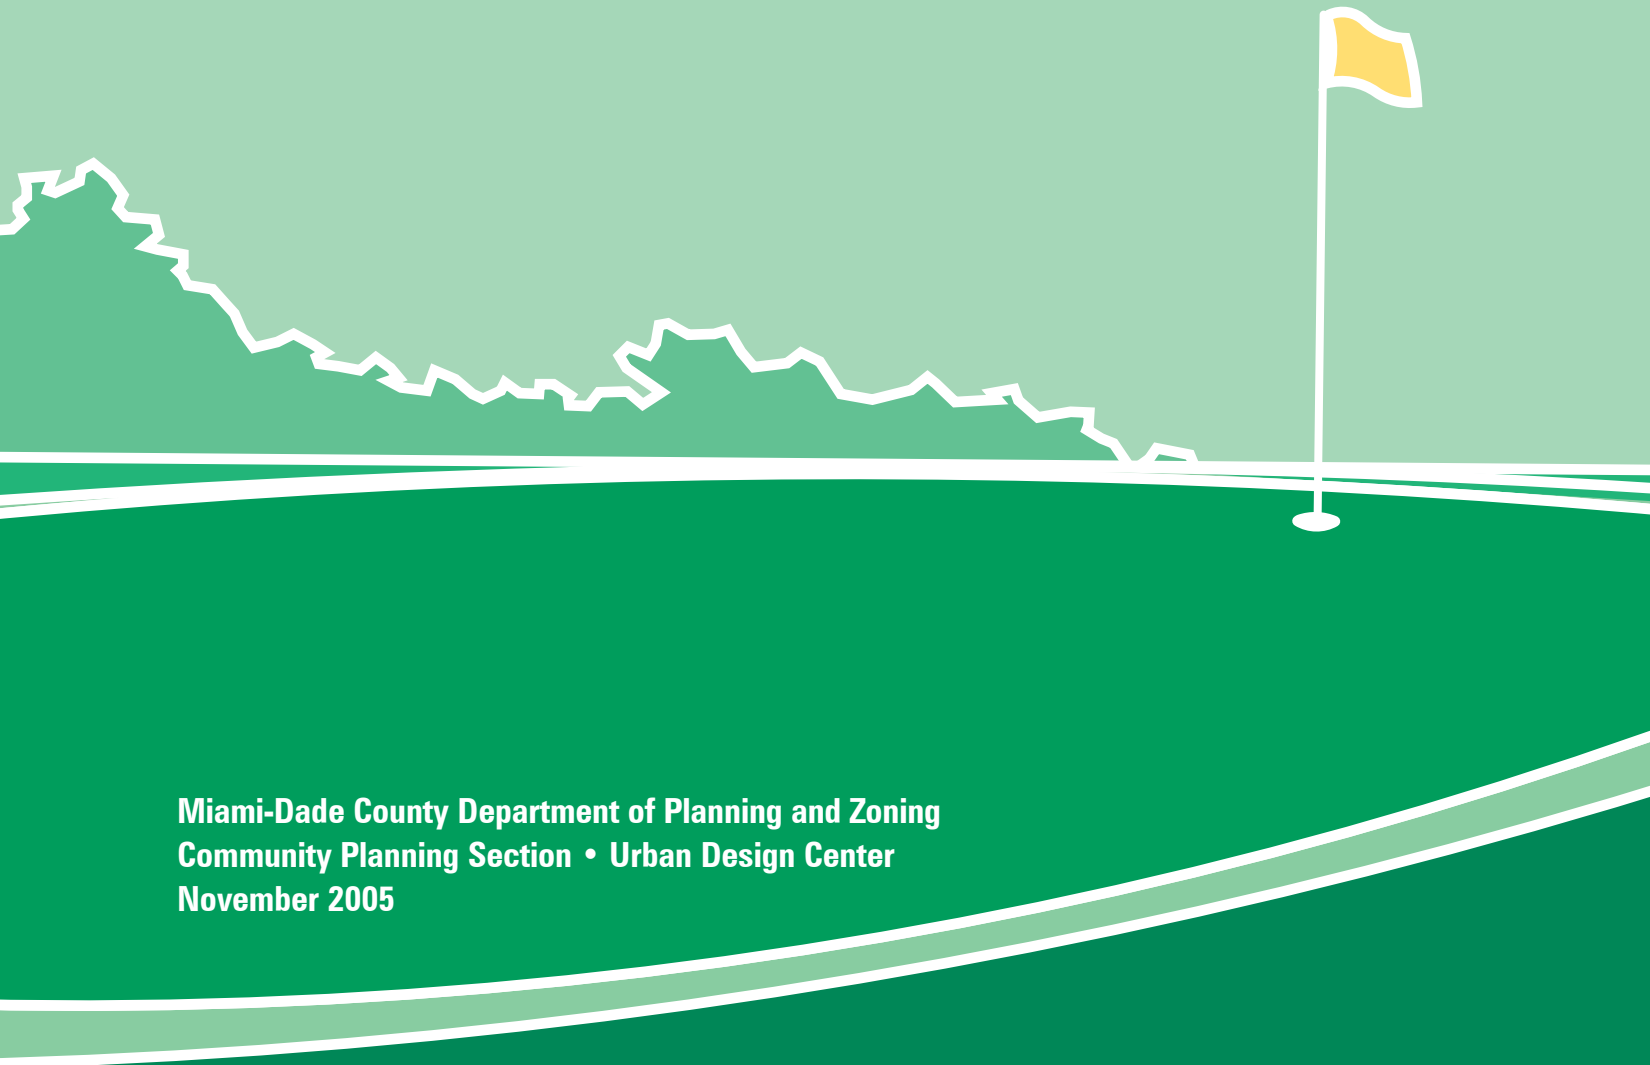 Miami-Dade County Department of Planning and Zoning
Community Planning Section • Urban Design Center
November 2005